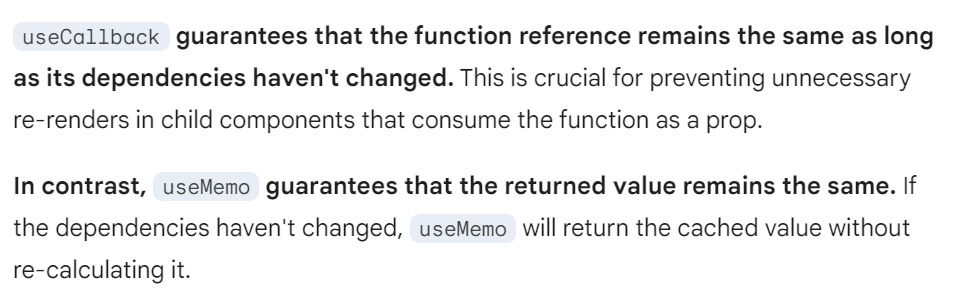 useCallback guarantees that the function reference remains the same as long
as its dependencies haven't changed. This is crucial for preventing unnecessary
re-renders in child components that consume the function as a prop.
In contrast, useMemo guarantees that the returned value remains the same. If
the dependencies haven't changed, useMemo will return the cached value without
re-calculating it.